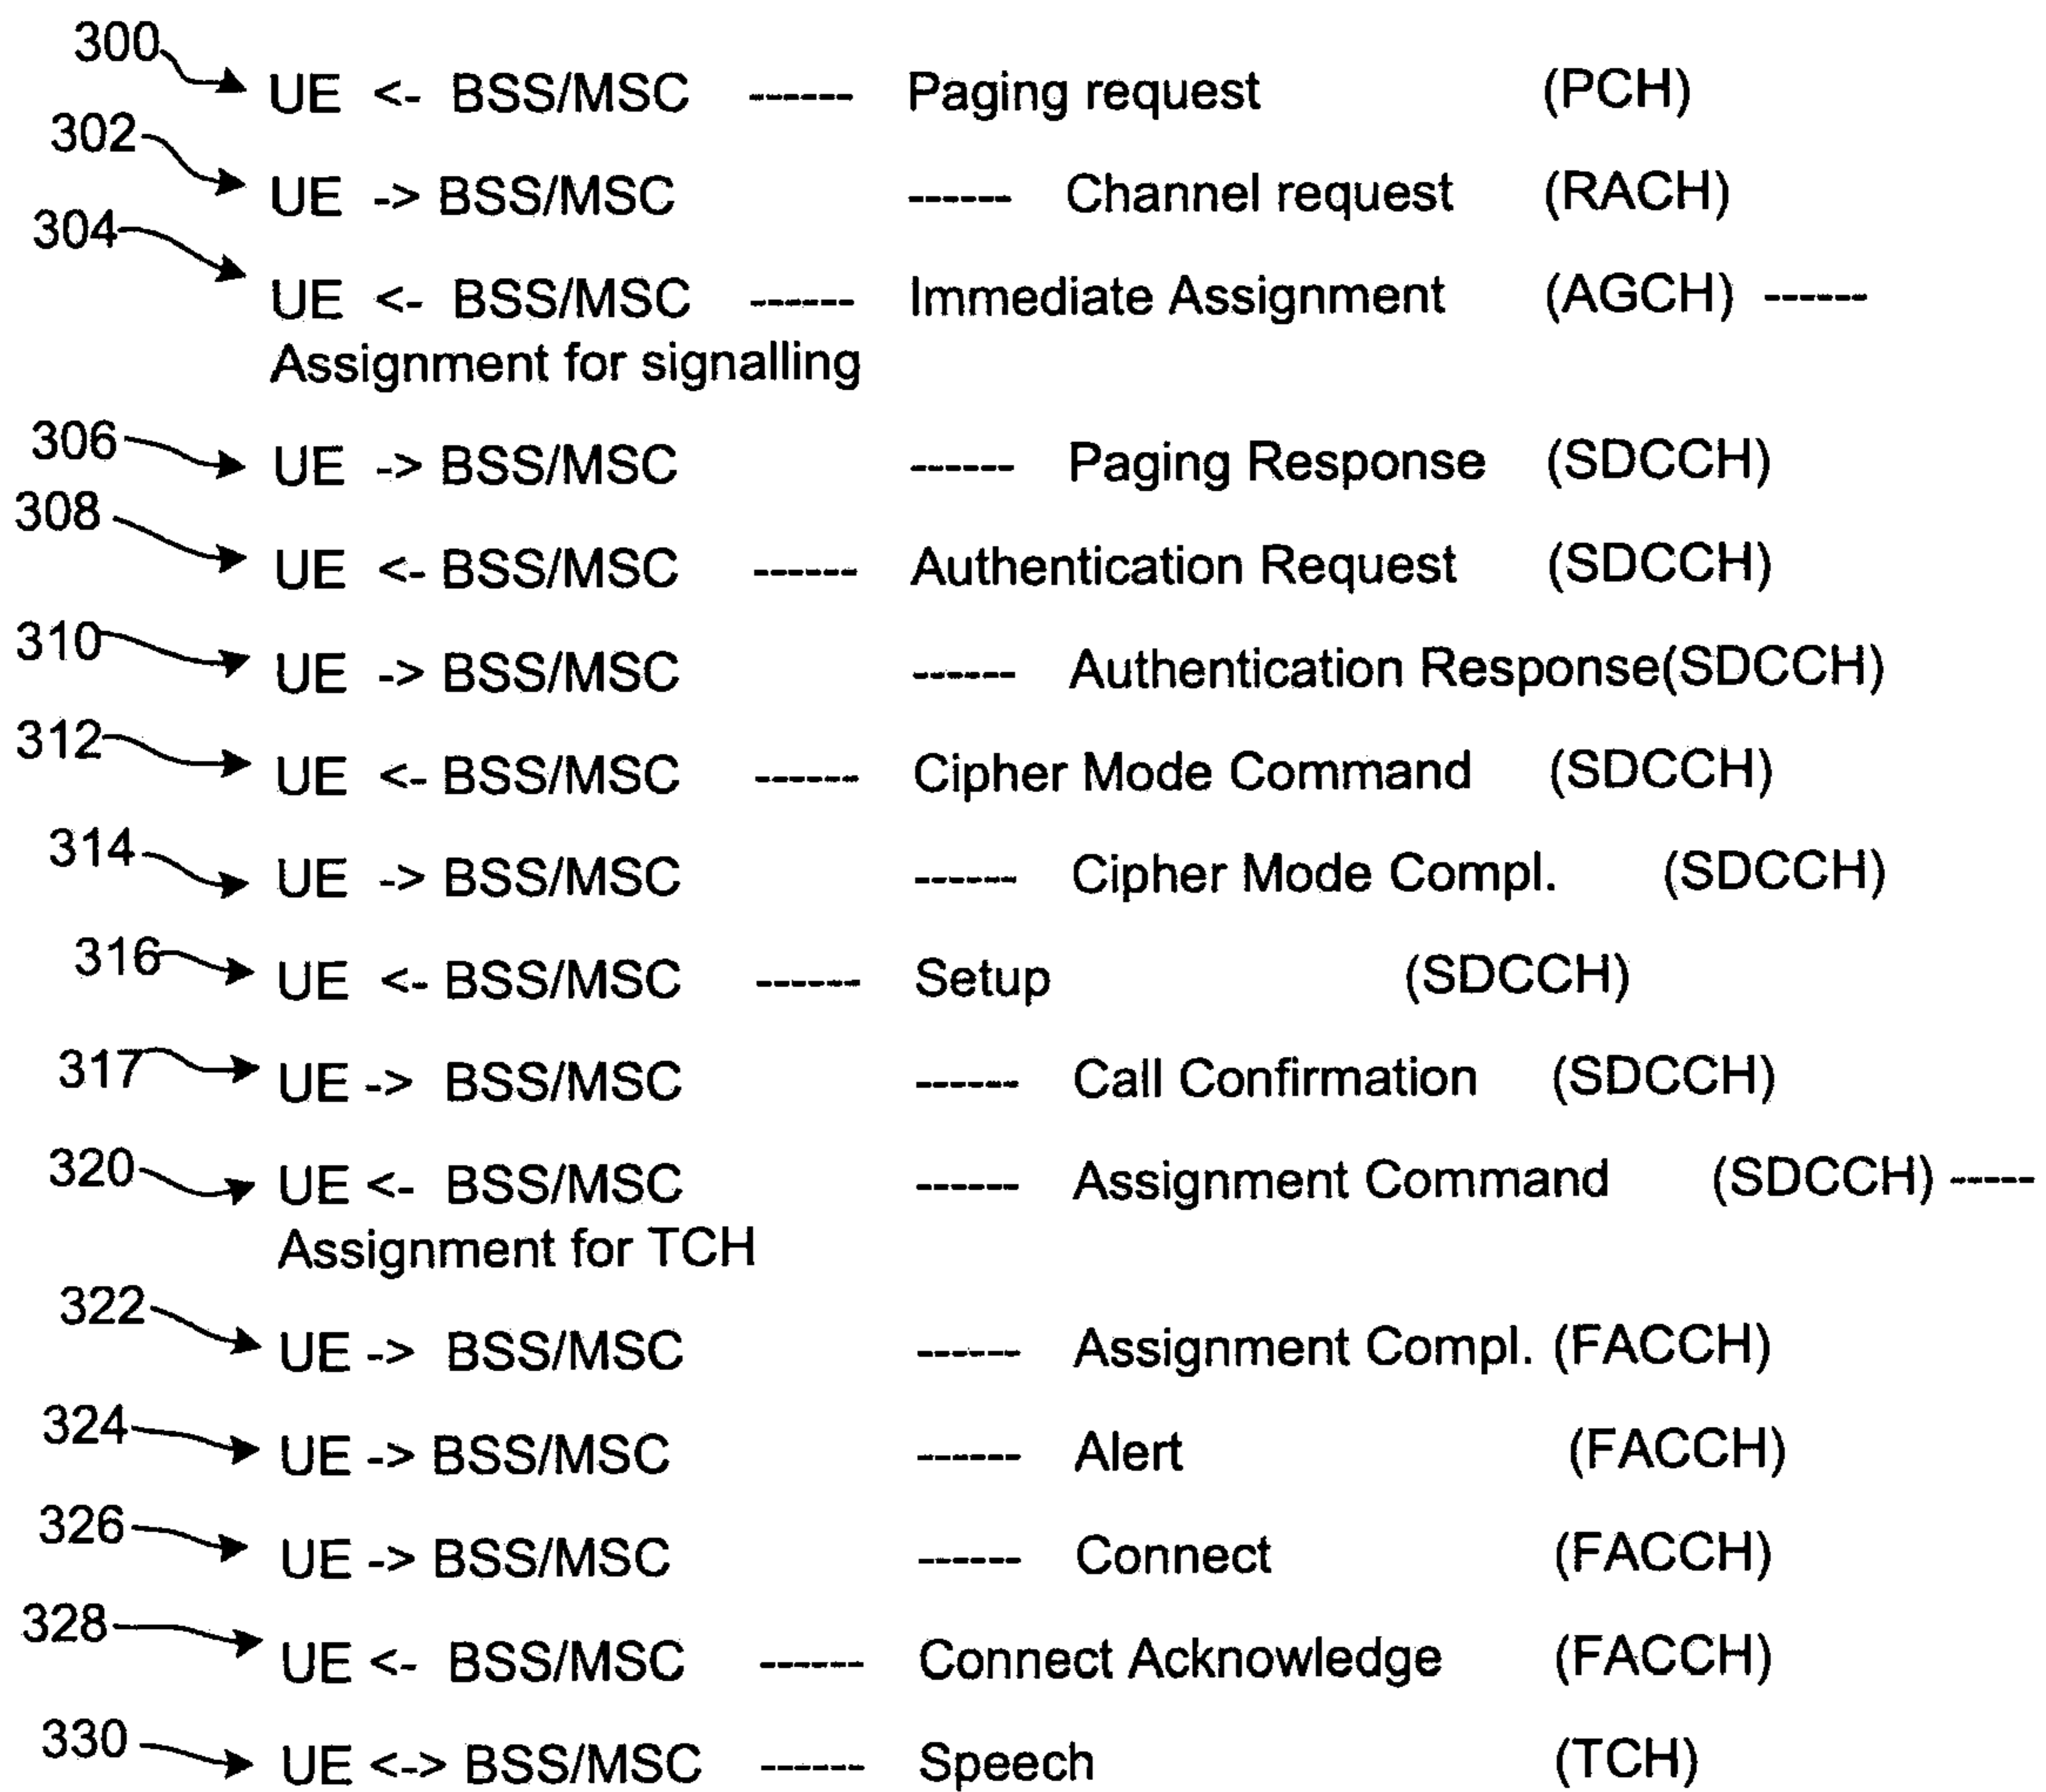 300 UE <- BSS/MSC ------ Paging request (PCH)
302 UE -> BSS/MSC ------ Channel request (RACH)
304 UE <- BSS/MSC ------ Immediate Assignment (AGCH) ------
Assignment for signalling
306 UE -> BSS/MSC ------ Paging Response (SDCCH)
308 UE <- BSS/MSC ------ Authentication Request (SDCCH)
310 UE -> BSS/MSC ------ Authentication Response(SDCCH)
312 UE <- BSS/MSC ------ Cipher Mode Command (SDCCH)
314 UE -> BSS/MSC ------ Cipher Mode Compl. (SDCCH)
316 UE <- BSS/MSC ------ Setup (SDCCH)
317 UE -> BSS/MSC ------ Call Confirmation (SDCCH)
320 UE <- BSS/MSC ------ Assignment Command (SDCCH) -----
Assignment for TCH
322 UE -> BSS/MSC ------ Assignment Compl. (FACCH)
324 UE -> BSS/MSC ------ Alert (FACCH)
326 UE -> BSS/MSC ------ Connect (FACCH)
328 UE <- BSS/MSC ------ Connect Acknowledge (FACCH)
330 UE <-> BSS/MSC ------ Speech (TCH)